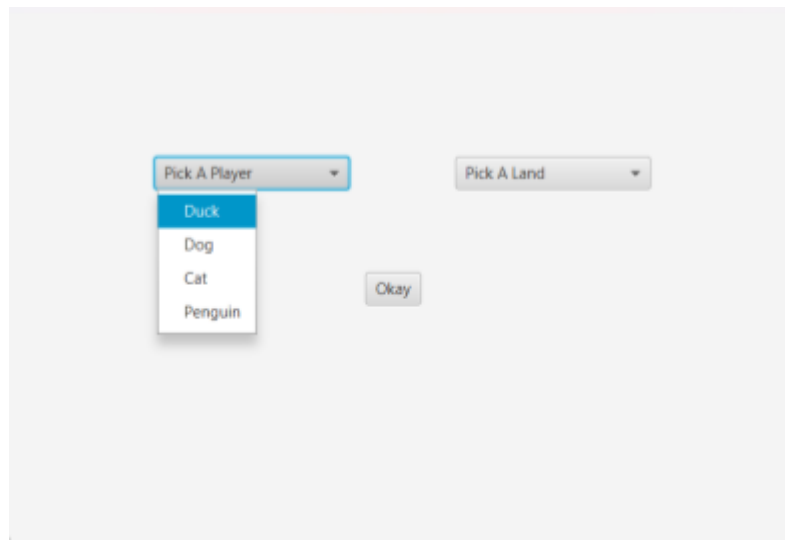 Pick A Player
Pick A Land
Duck
Dog
Cat
Penguin
Okay